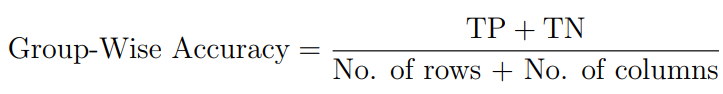 Group-Wise Accuracy = TP + TN / No. of rows + No. of columns